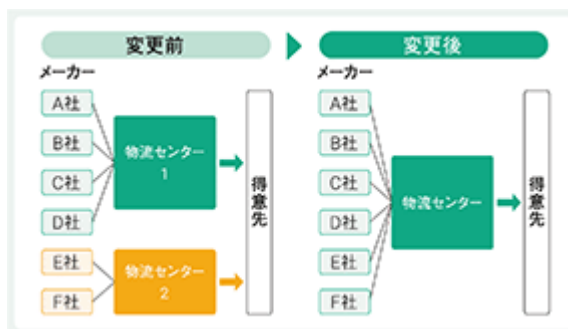 変更前
メーカー
A社
B社
C社
D社
E社
F社
物流センター
1
物流センター
2
得意先
変更後
メーカー
A社
B社
C社
D社
E社
F社
物流センター
得意先